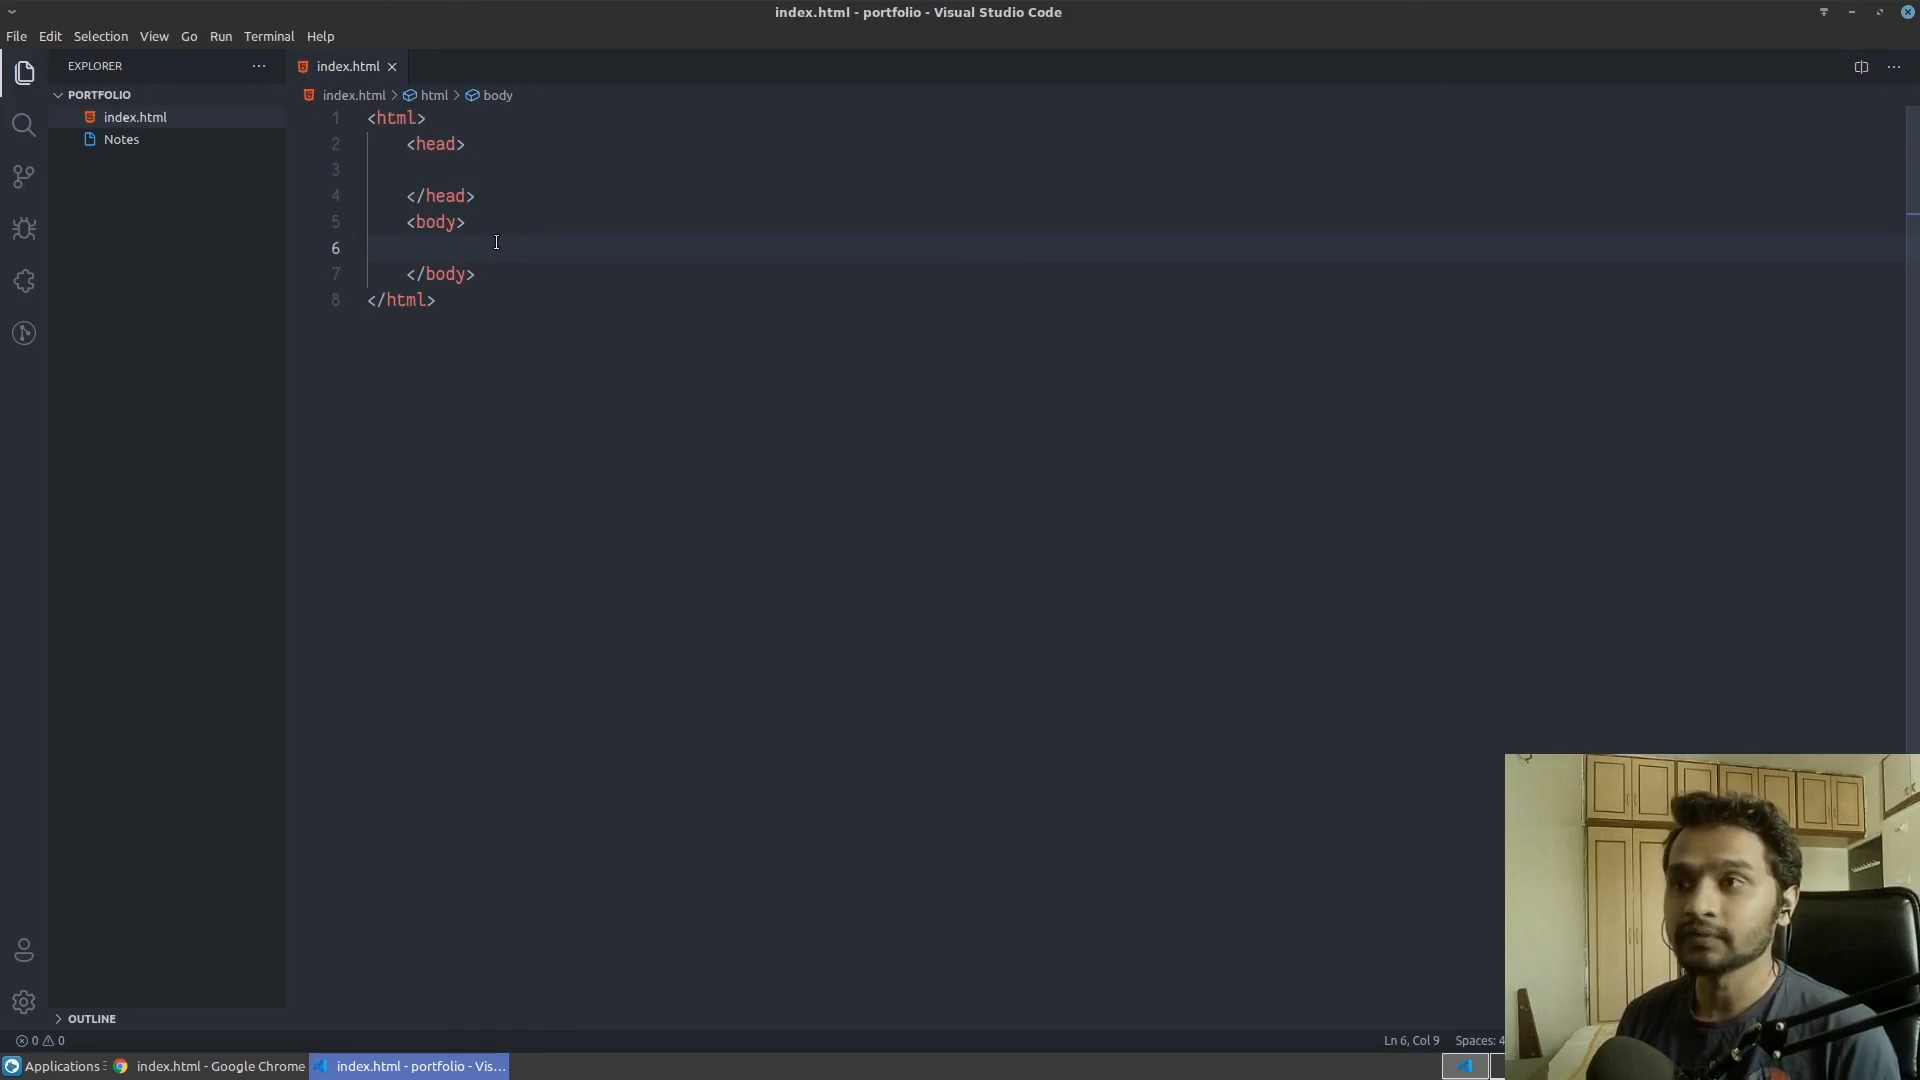 index.html - portfolio - Visual Studio Code
File Edit Selection View Go Run Terminal Help
EXPLORER
index.html
PORTFOLIO
index.html > html > body
index.html
Notes
1 <html>
2 <head>
3
4 </head>
5 <body>
6
7 </body>
8 </html>
OUTLINE
0 0
Ln 6, Col 9 Spaces: 4
Applications index.html - Google Chrome index.html - portfolio - Vis...